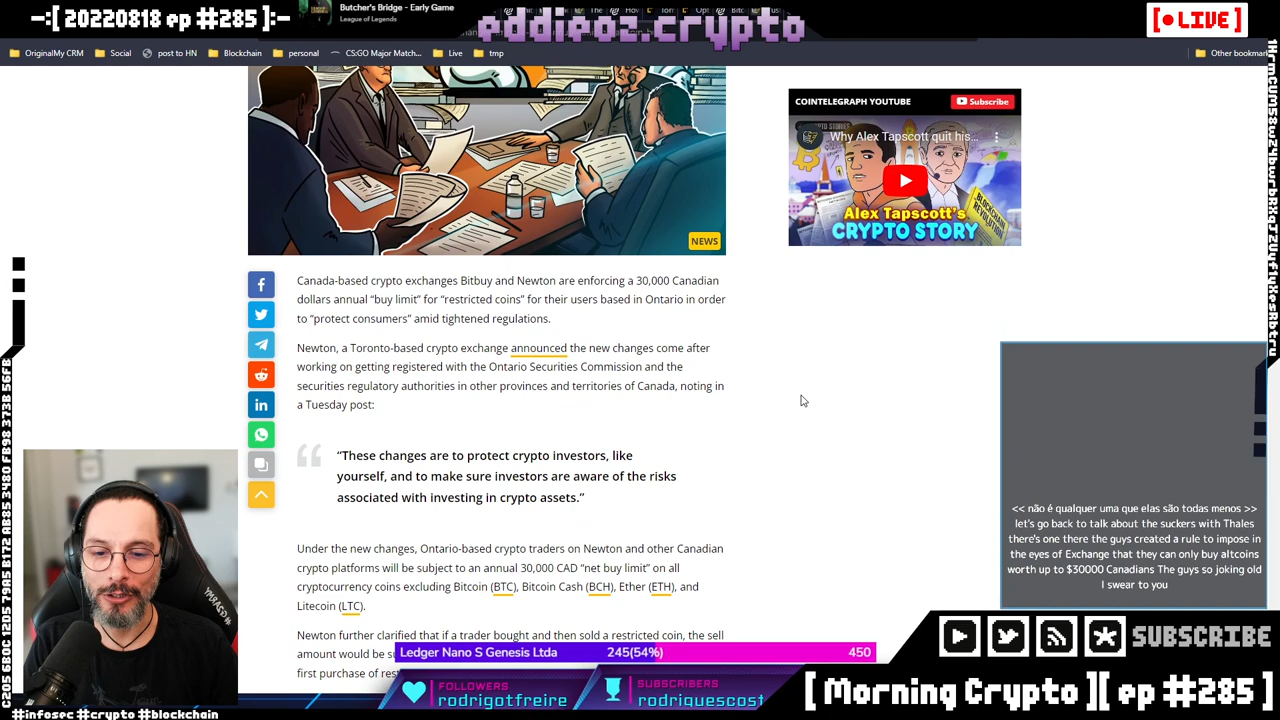 -:[ 20220818 ep #285 ]:-
Butcher's Bridge - Early Game
League of Legends
eddieoz.crypto
[ LIVE ]
OriginalMy CRM
Social
post to HN
Blockchain
personal
CS:GO Major Match...
Live
tmp
Other bookmar
COINTELEGRAPH YOUTUBE
Subscribe
Why Alex Tapscott quit his...
BLOCKCHAIN REVOLUTION
Alex Tapscott's
CRYPTO STORY
NEWS
Canada-based crypto exchanges Bitbuy and Newton are enforcing a 30,000 Canadian
dollars annual “buy limit” for “restricted coins” for their users based in Ontario in order
to “protect consumers” amid tightened regulations.
Newton, a Toronto-based crypto exchange announced the new changes come after
working on getting registered with the Ontario Securities Commission and the
securities regulatory authorities in other provinces and territories of Canada, noting in
a Tuesday post:
“These changes are to protect crypto investors, like
yourself, and to make sure investors are aware of the risks
associated with investing in crypto assets.”
Under the new changes, Ontario-based crypto traders on Newton and other Canadian
crypto platforms will be subject to an annual 30,000 CAD “net buy limit” on all
cryptocurrency coins excluding Bitcoin (BTC), Bitcoin Cash (BCH), Ether (ETH), and
Litecoin (LTC).
Newton further clarified that if a trader bought and then sold a restricted coin, the sell
amount would be su
first purchase of res
<< não é qualquer uma que elas são todas menos >>
let's go back to talk about the suckers with Thales
there's one there the guys created a rule to impose in
the eyes of Exchange that they can only buy altcoins
worth up to $30000 Canadians The guys so joking old
I swear to you
Ledger Nano S Genesis Ltda
245(54%)
450
FOLLOWERS
rodrigotfreire
SUBSCRIBERS
rodriguescost
SUBSCRIBE
[ Morning Crypto ][ ep #285 ]
#infosec #crypto #blockchain